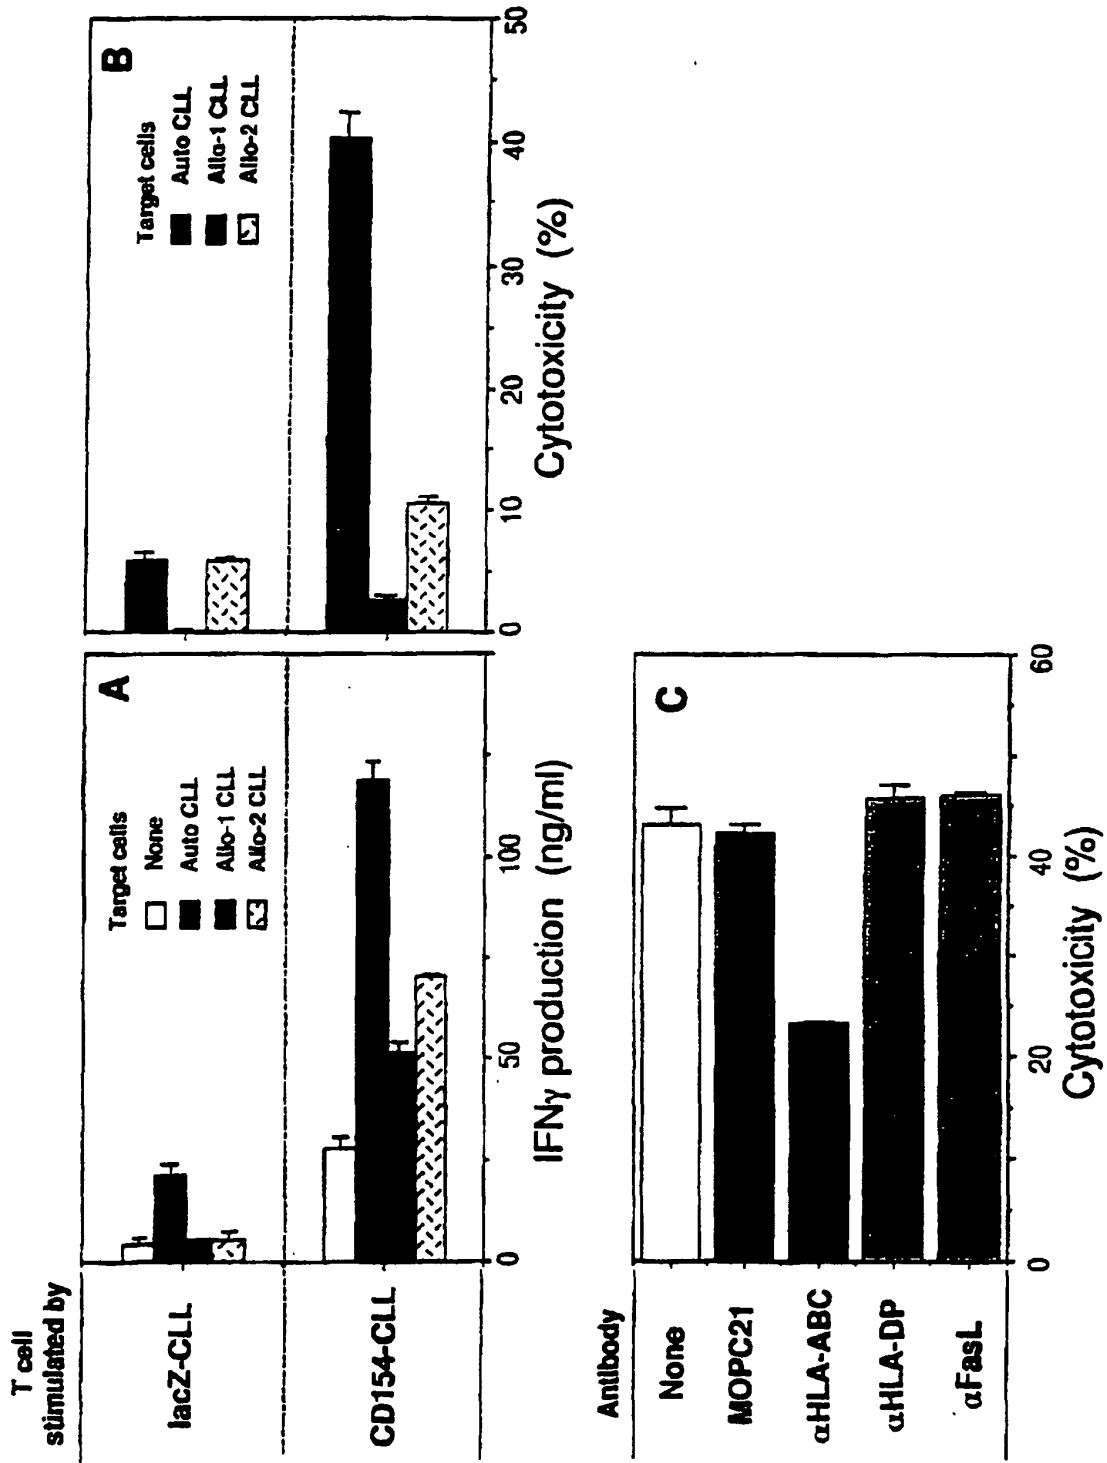 T cell
stimulated by
lacZ-CLL
CD154-CLL
A
Target cells
None
Auto CLL
Allo-1 CLL
Allo-2 CLL
0
50
100
IFNγ production (ng/ml)
B
Target cells
Auto CLL
Allo-1 CLL
Allo-2 CLL
0
10
20
30
40
50
Cytotoxicity (%)
Antibody
None
MOPC21
αHLA-ABC
αHLA-DP
αFasL
C
0
20
40
60
Cytotoxicity (%)